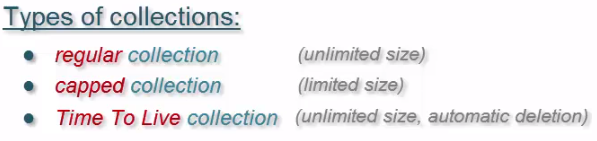 Types of collections:
● regular collection (unlimited size)
● capped collection (limited size)
● Time To Live collection (unlimited size, automatic deletion)